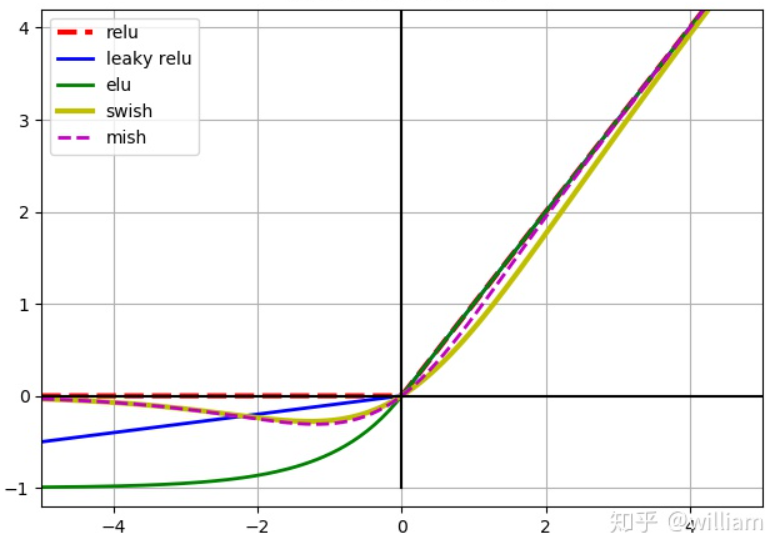 4
relu
leaky relu
elu
swish
mish
3
2
1
0
−1
−4
−2
0
2
4
知乎 @william